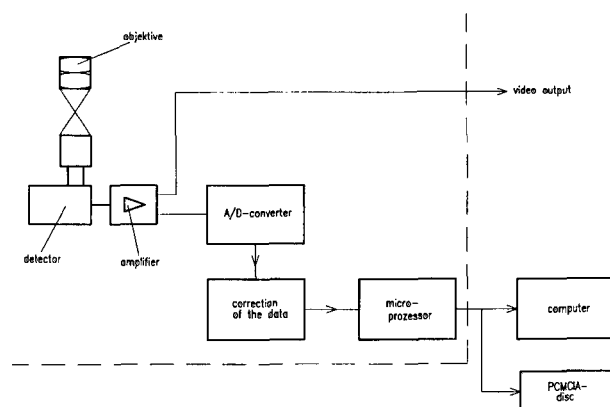 objektive
video output
A/D-converter
detector
amplifier
correction
of the data
micro-
prozessor
computer
PCMCIA-
disc